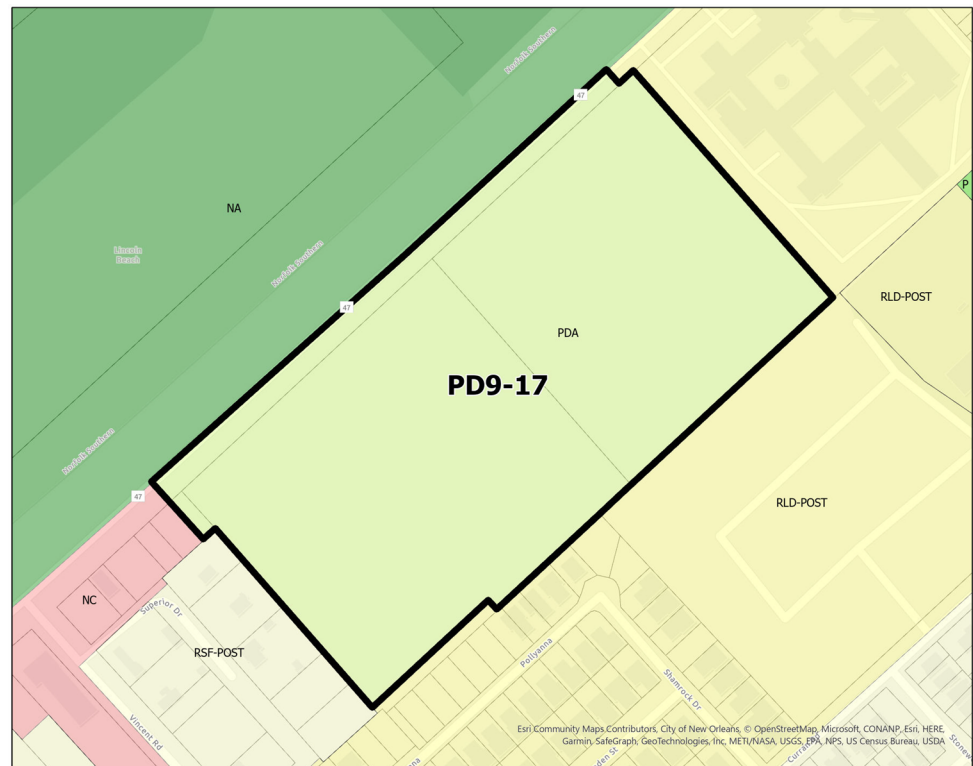 Norfolk Southern
47
P
NA
Lincoln
Beach
Norfolk Southern
RLD-POST
47
PDA
PD9-17
Norfolk Southern
47
RLD-POST
NC
Superior Dr
RSF-POST
Pollyanna
Shamrock Dr
Vincent Rd
Esri Community Maps Contributors, City of New Orleans, © OpenStreetMap, Microsoft, CONANP, Esri, HERE,
Garmin, SafeGraph, GeoTechnologies, Inc, METI/NASA, USGS, EPA, NPS, US Census Bureau, USDA